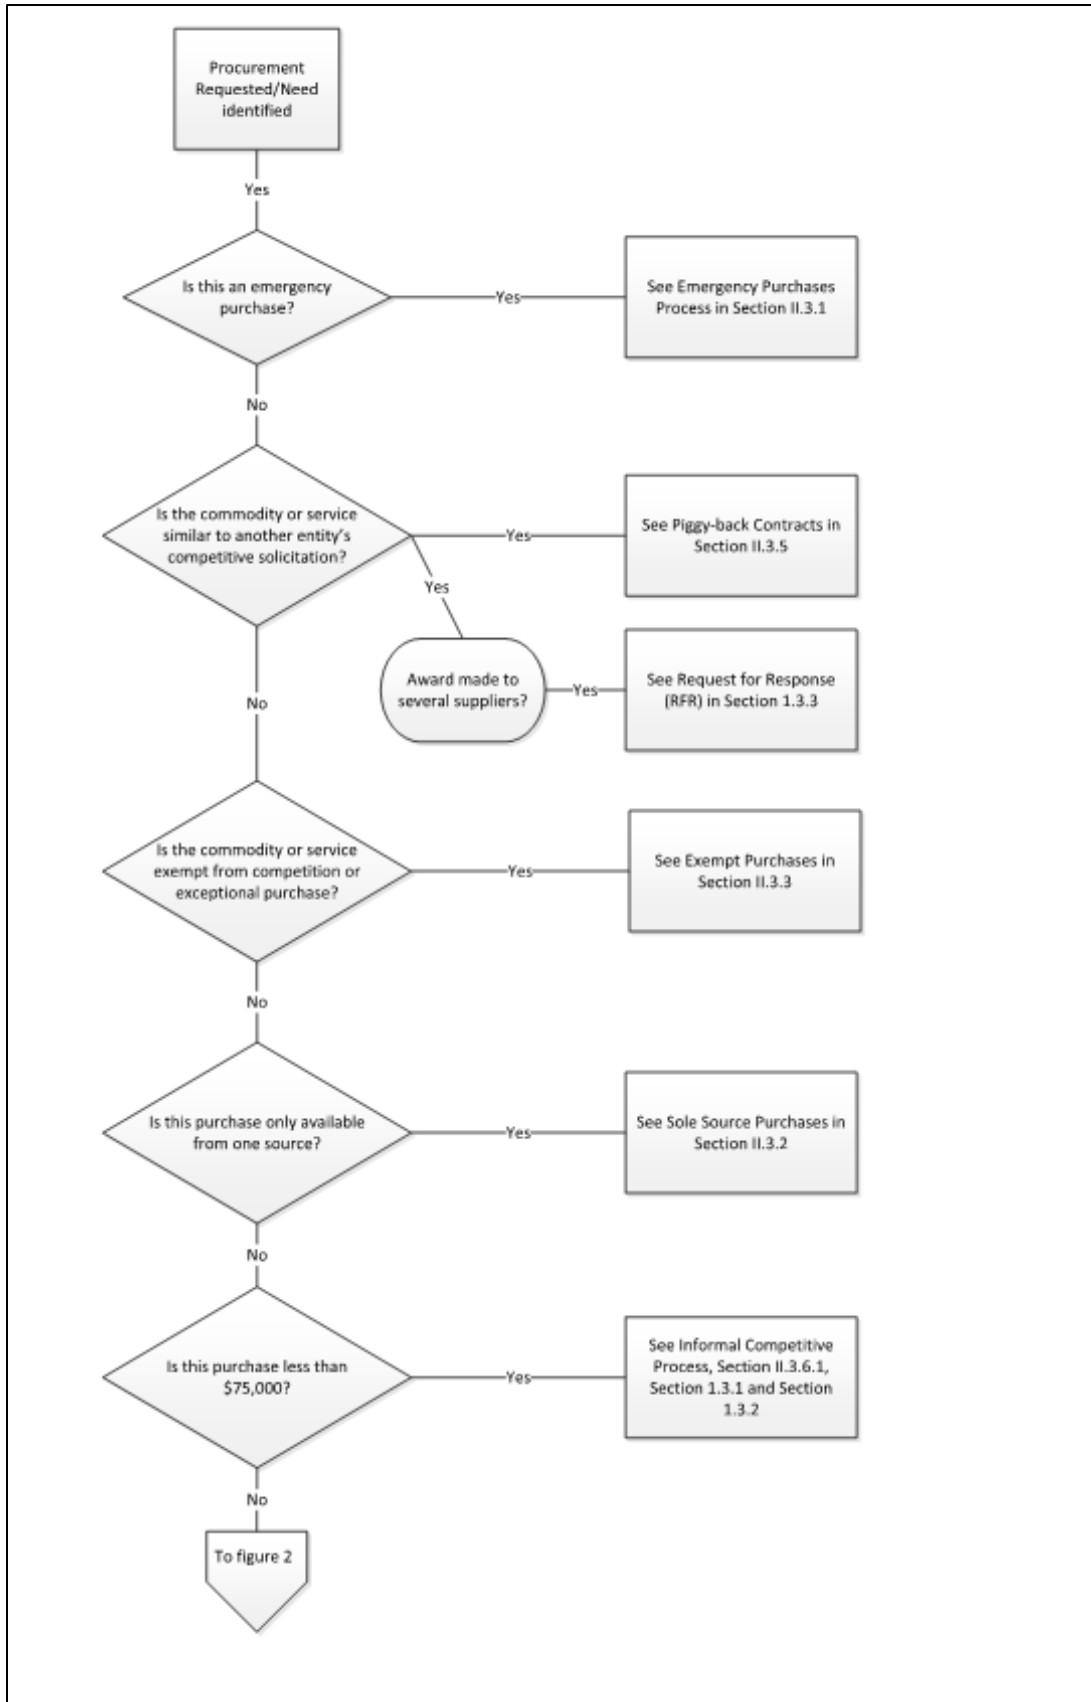 Procurement
Requested/Need
identified
Yes
Is this an emergency
purchase?
Yes
See Emergency Purchases
Process in Section II.3.1
No
Is the commodity or service
similar to another entity's
competitive solicitation?
Yes
See Piggy-back Contracts in
Section II.3.5
Yes
Award made to
several suppliers?
Yes
See Request for Response
(RFR) in Section 1.3.3
No
Is the commodity or service
exempt from competition or
exceptional purchase?
Yes
See Exempt Purchases in
Section II.3.3
No
Is this purchase only available
from one source?
Yes
See Sole Source Purchases in
Section II.3.2
No
Is this purchase less than
$75,000?
Yes
See Informal Competitive
Process, Section II.3.6.1,
Section 1.3.1 and Section
1.3.2
No
To figure 2